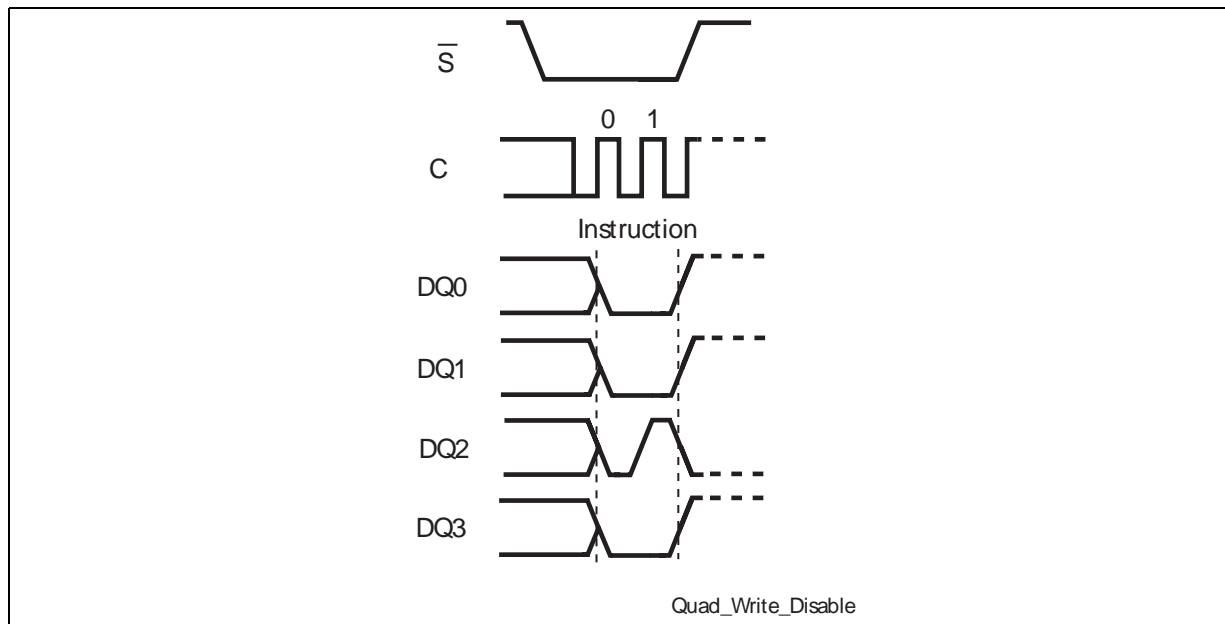 S̅
0 1
C
Instruction
DQ0
DQ1
DQ2
DQ3
Quad_Write_Disable